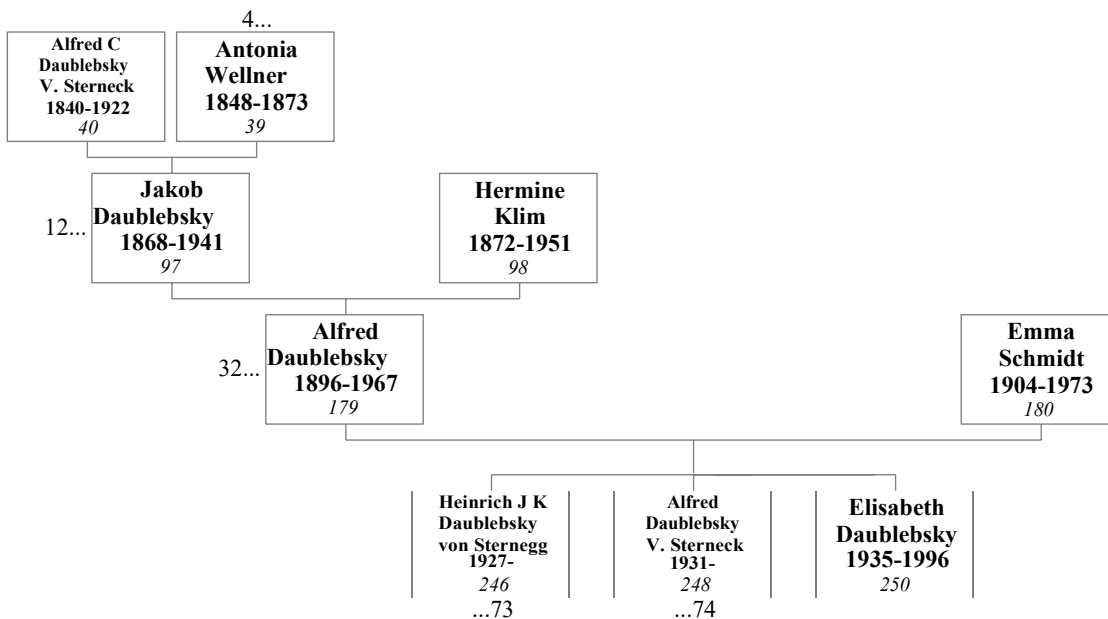 4...
Alfred C
Daublebsky
V. Sterneck
1840-1922
40
Antonia
Wellner
1848-1873
39
12...
Jakob
Daublebsky
1868-1941
97
Hermine
Klim
1872-1951
98
32...
Alfred
Daublebsky
1896-1967
179
Emma
Schmidt
1904-1973
180
Heinrich J K
Daublebsky
von Sternegg
1927-
246
...73
Alfred
Daublebsky
V. Sterneck
1931-
248
...74
Elisabeth
Daublebsky
1935-1996
250